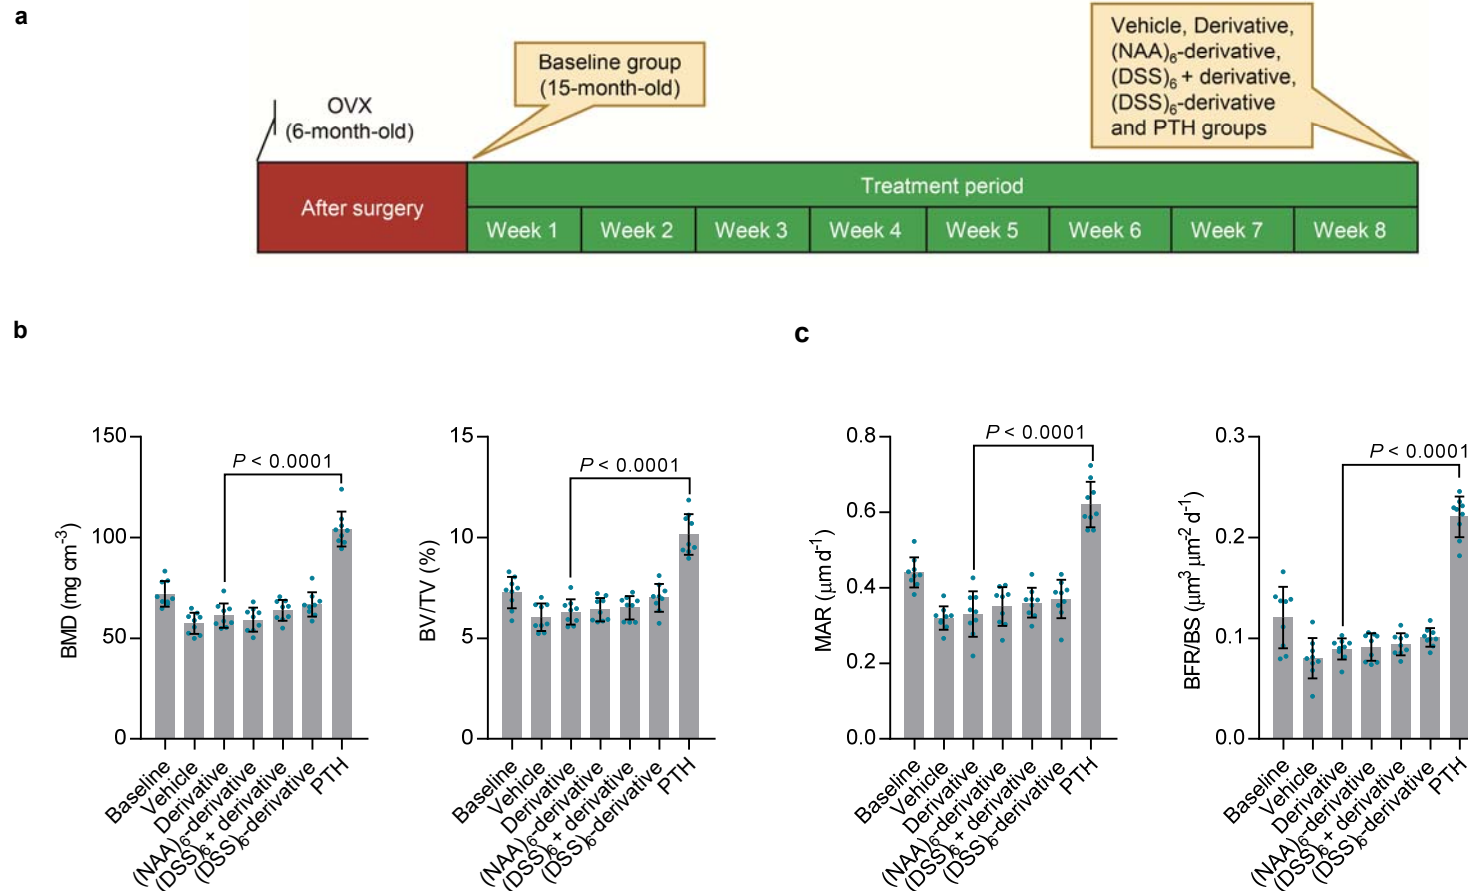 a
OVX
(6-month-old)
Baseline group
(15-month-old)
Vehicle, Derivative,
(NAA)6-derivative,
(DSS)6 + derivative,
(DSS)6-derivative
and PTH groups
After surgery
Treatment period
Week 1
Week 2
Week 3
Week 4
Week 5
Week 6
Week 7
Week 8
b
BMD (mg cm-3)
150
100
50
0
P < 0.0001
Baseline
Vehicle
Derivative
(NAA)6-derivative
(DSS)6 + derivative
(DSS)6-derivative
PTH
BV/TV (%)
15
10
5
0
P < 0.0001
Baseline
Vehicle
Derivative
(NAA)6-derivative
(DSS)6 + derivative
(DSS)6-derivative
PTH
c
MAR (μm d-1)
0.8
0.6
0.4
0.2
0.0
P < 0.0001
Baseline
Vehicle
Derivative
(NAA)6-derivative
(DSS)6 + derivative
(DSS)6-derivative
PTH
BFR/BS (μm3 μm-2 d-1)
0.3
0.2
0.1
0.0
P < 0.0001
Baseline
Vehicle
Derivative
(NAA)6-derivative
(DSS)6 + derivative
(DSS)6-derivative
PTH